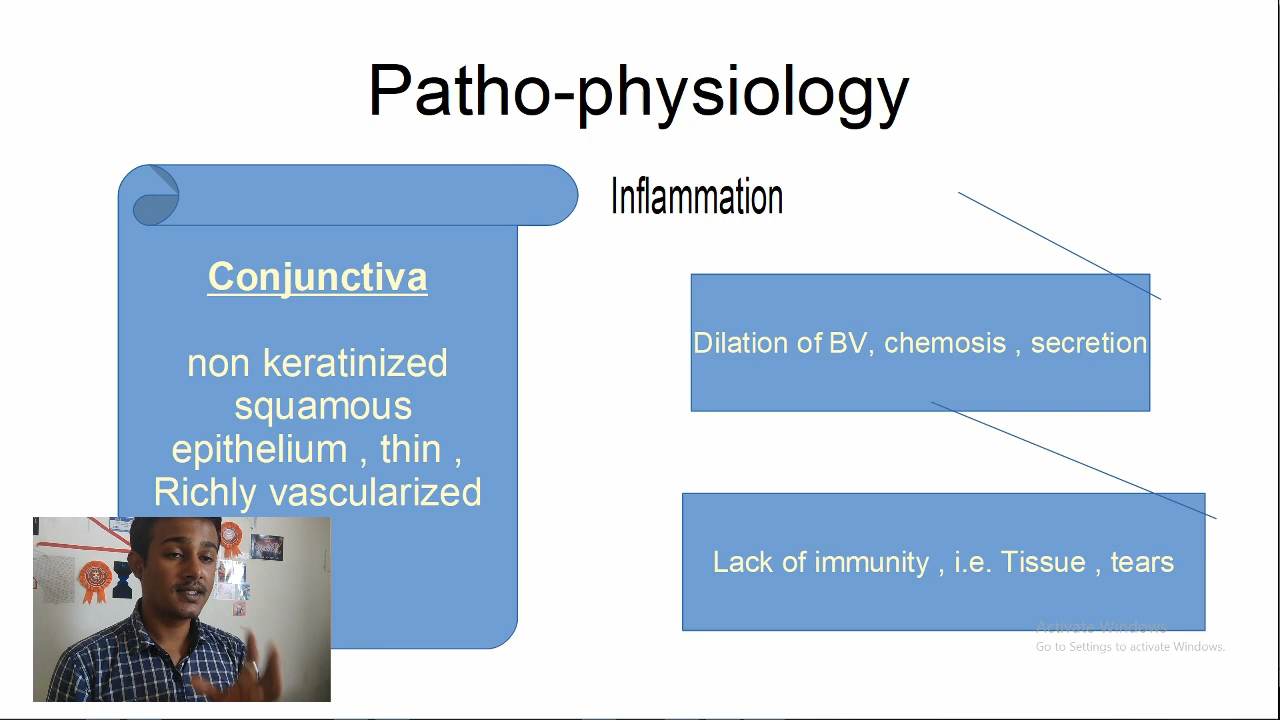 Patho-physiology
Conjunctiva
non keratinized
squamous
epithelium , thin ,
Richly vascularized
Inflammation
Dilation of BV, chemosis , secretion
Lack of immunity , i.e. Tissue , tears
Activate Windows
Go to Settings to activate Windows.